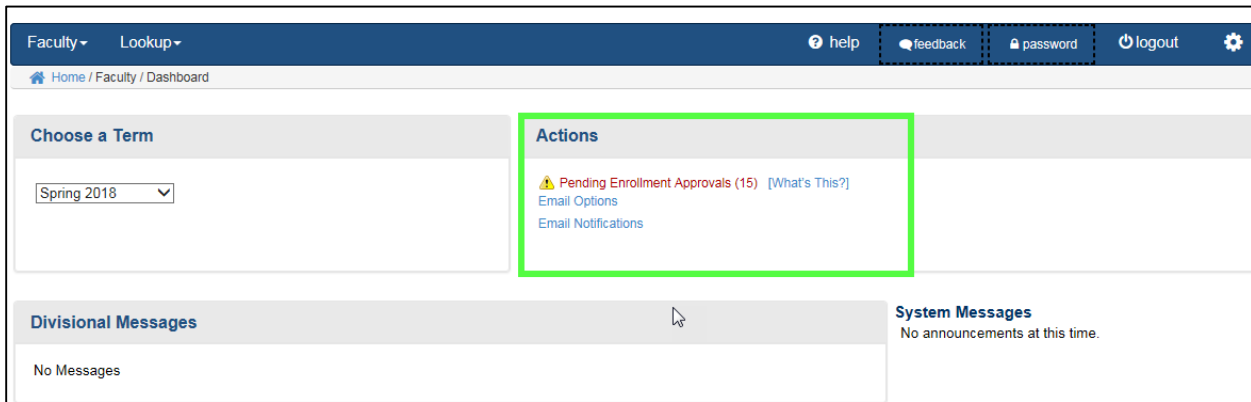 Faculty Lookup help feedback password logout
Home / Faculty / Dashboard
Choose a Term
Spring 2018
Actions
Pending Enrollment Approvals (15) [What's This?]
Email Options
Email Notifications
Divisional Messages
No Messages
System Messages
No announcements at this time.